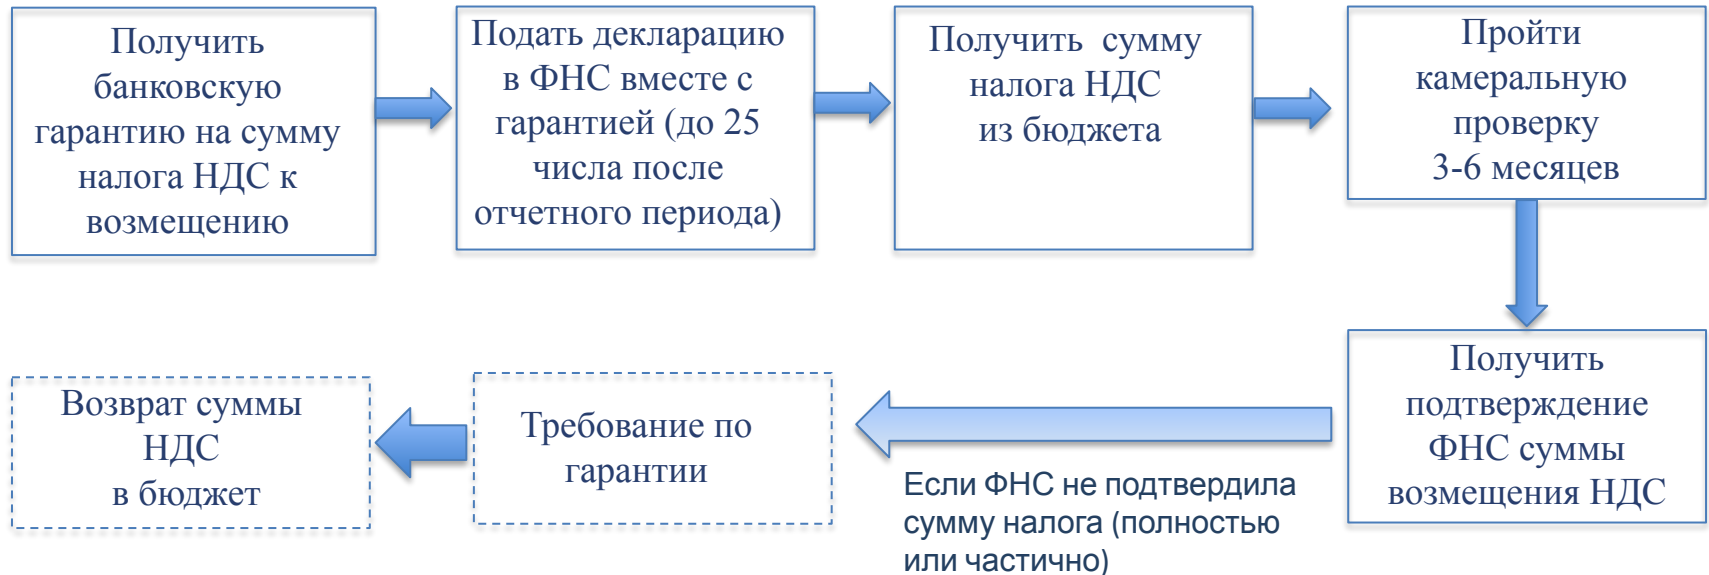 Получить
банковскую
гарантию на сумму
налога НДС к
возмещению
Подать декларацию
в ФНС вместе с
гарантией (до 25
числа после
отчетного периода)
Получить сумму
налога НДС
из бюджета
Пройти
камеральную
проверку
3-6 месяцев
Получить
подтверждение
ФНС суммы
возмещения НДС
Если ФНС не подтвердила
сумму налога (полностью
или частично)
Требование по
гарантии
Возврат суммы
НДС
в бюджет